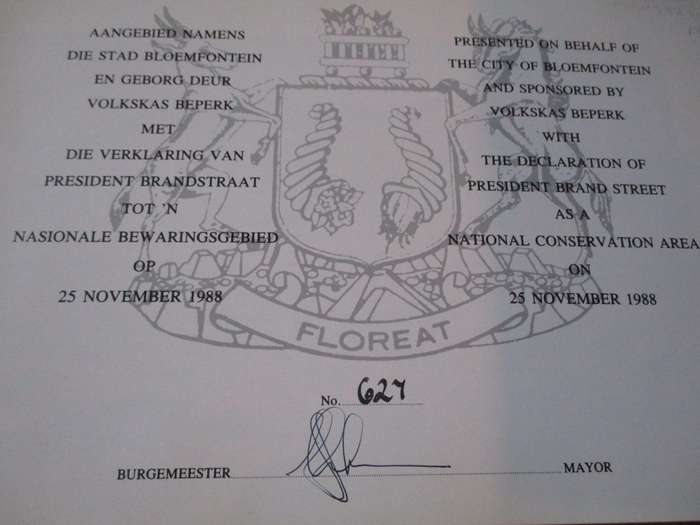 AANGEBIED NAMENS
DIE STAD BLOEMFONTEIN
EN GEBORG DEUR
VOLKSKAS BEPERK
MET
DIE VERKLARING VAN
PRESIDENT BRANDSTRAAT
TOT 'N
NASIONALE BEWARINGSGEBIED
OP
25 NOVEMBER 1988
PRESENTED ON BEHALF OF
THE CITY OF BLOEMFONTEIN
AND SPONSORED BY
VOLKSKAS BEPERK
WITH
THE DECLARATION OF
PRESIDENT BRAND STREET
AS A
NATIONAL CONSERVATION AREA
ON
25 NOVEMBER 1988
FLOREAT
No. 627
BURGEMEESTER MAYOR